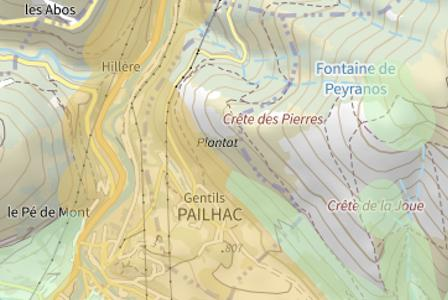 les Abos
Hillère
Fontaine de
Peyranos
Crête des Pierres
Plantat
Gentils
PAILHAC
le Pé de Mont
Crête de la Joue
807